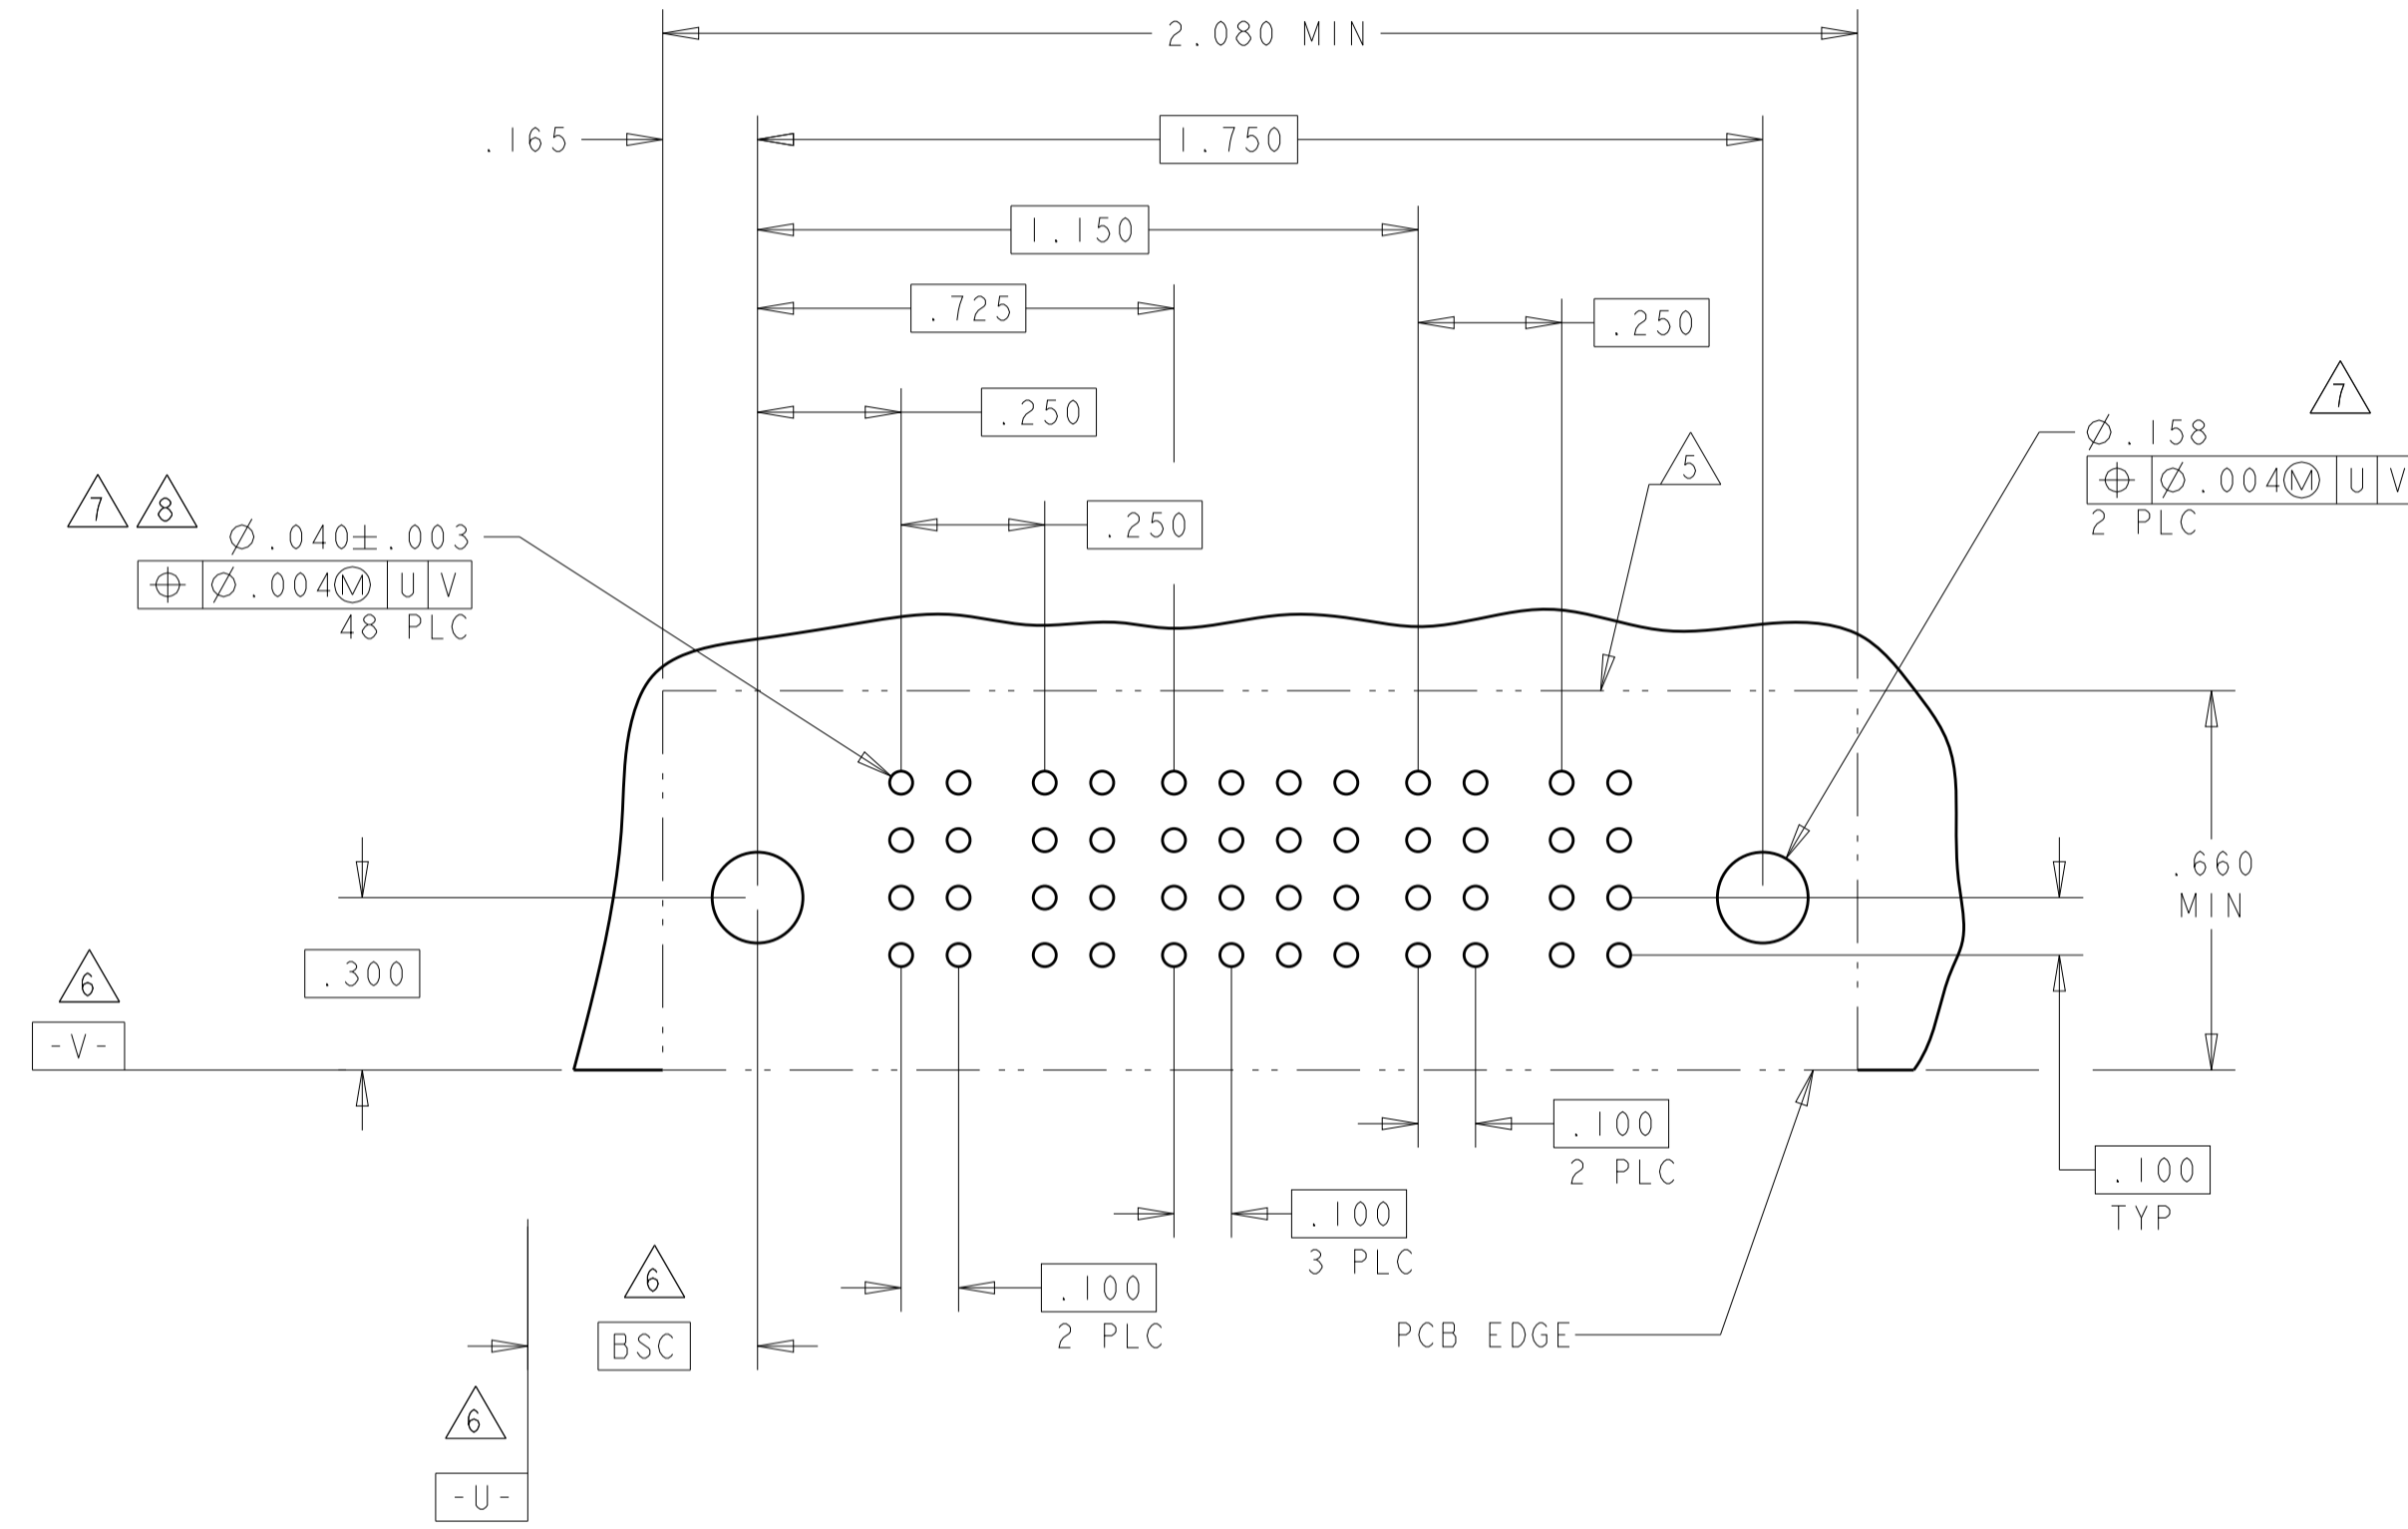 2.080 MIN
.165
1.750
1.150
.725
.250
.250
7
5
⌀.158
7 8
.250
⌖ ⌀.004Ⓜ U V
2 PLC
⌀.040±.003
⌖ ⌀.004Ⓜ U V
48 PLC
.660
MIN
6
.300
-V-
.100
2 PLC
.100
TYP
.100
3 PLC
6
.100
2 PLC
BSC
PCB EDGE
6
-U-